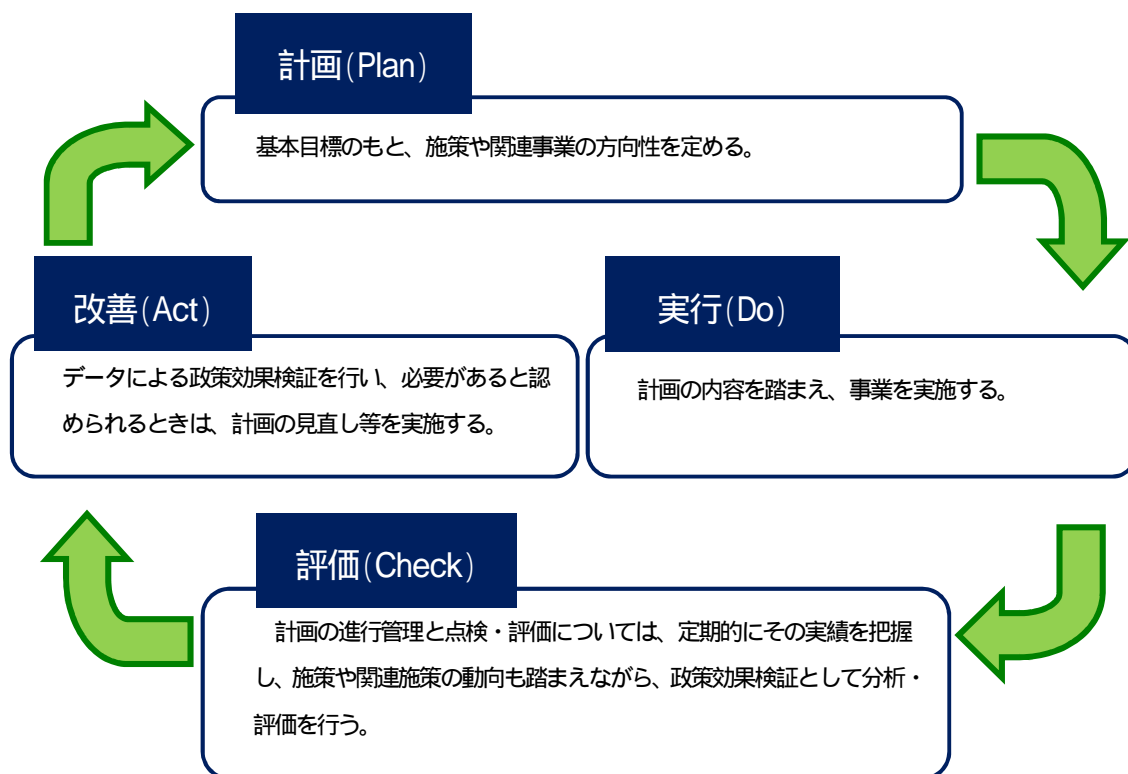 計画(Plan)
基本目標のもと、施策や関連事業の方向性を定める。
改善(Act)
データによる政策効果検証を行い、必要があると認
められるときは、計画の見直し等を実施する。
実行(Do)
計画の内容を踏まえ、事業を実施する。
評価(Check)
計画の進行管理と点検・評価については、定期的にその実績を把握
し、施策や関連施策の動向も踏まえながら、政策効果検証として分析・
評価を行う。